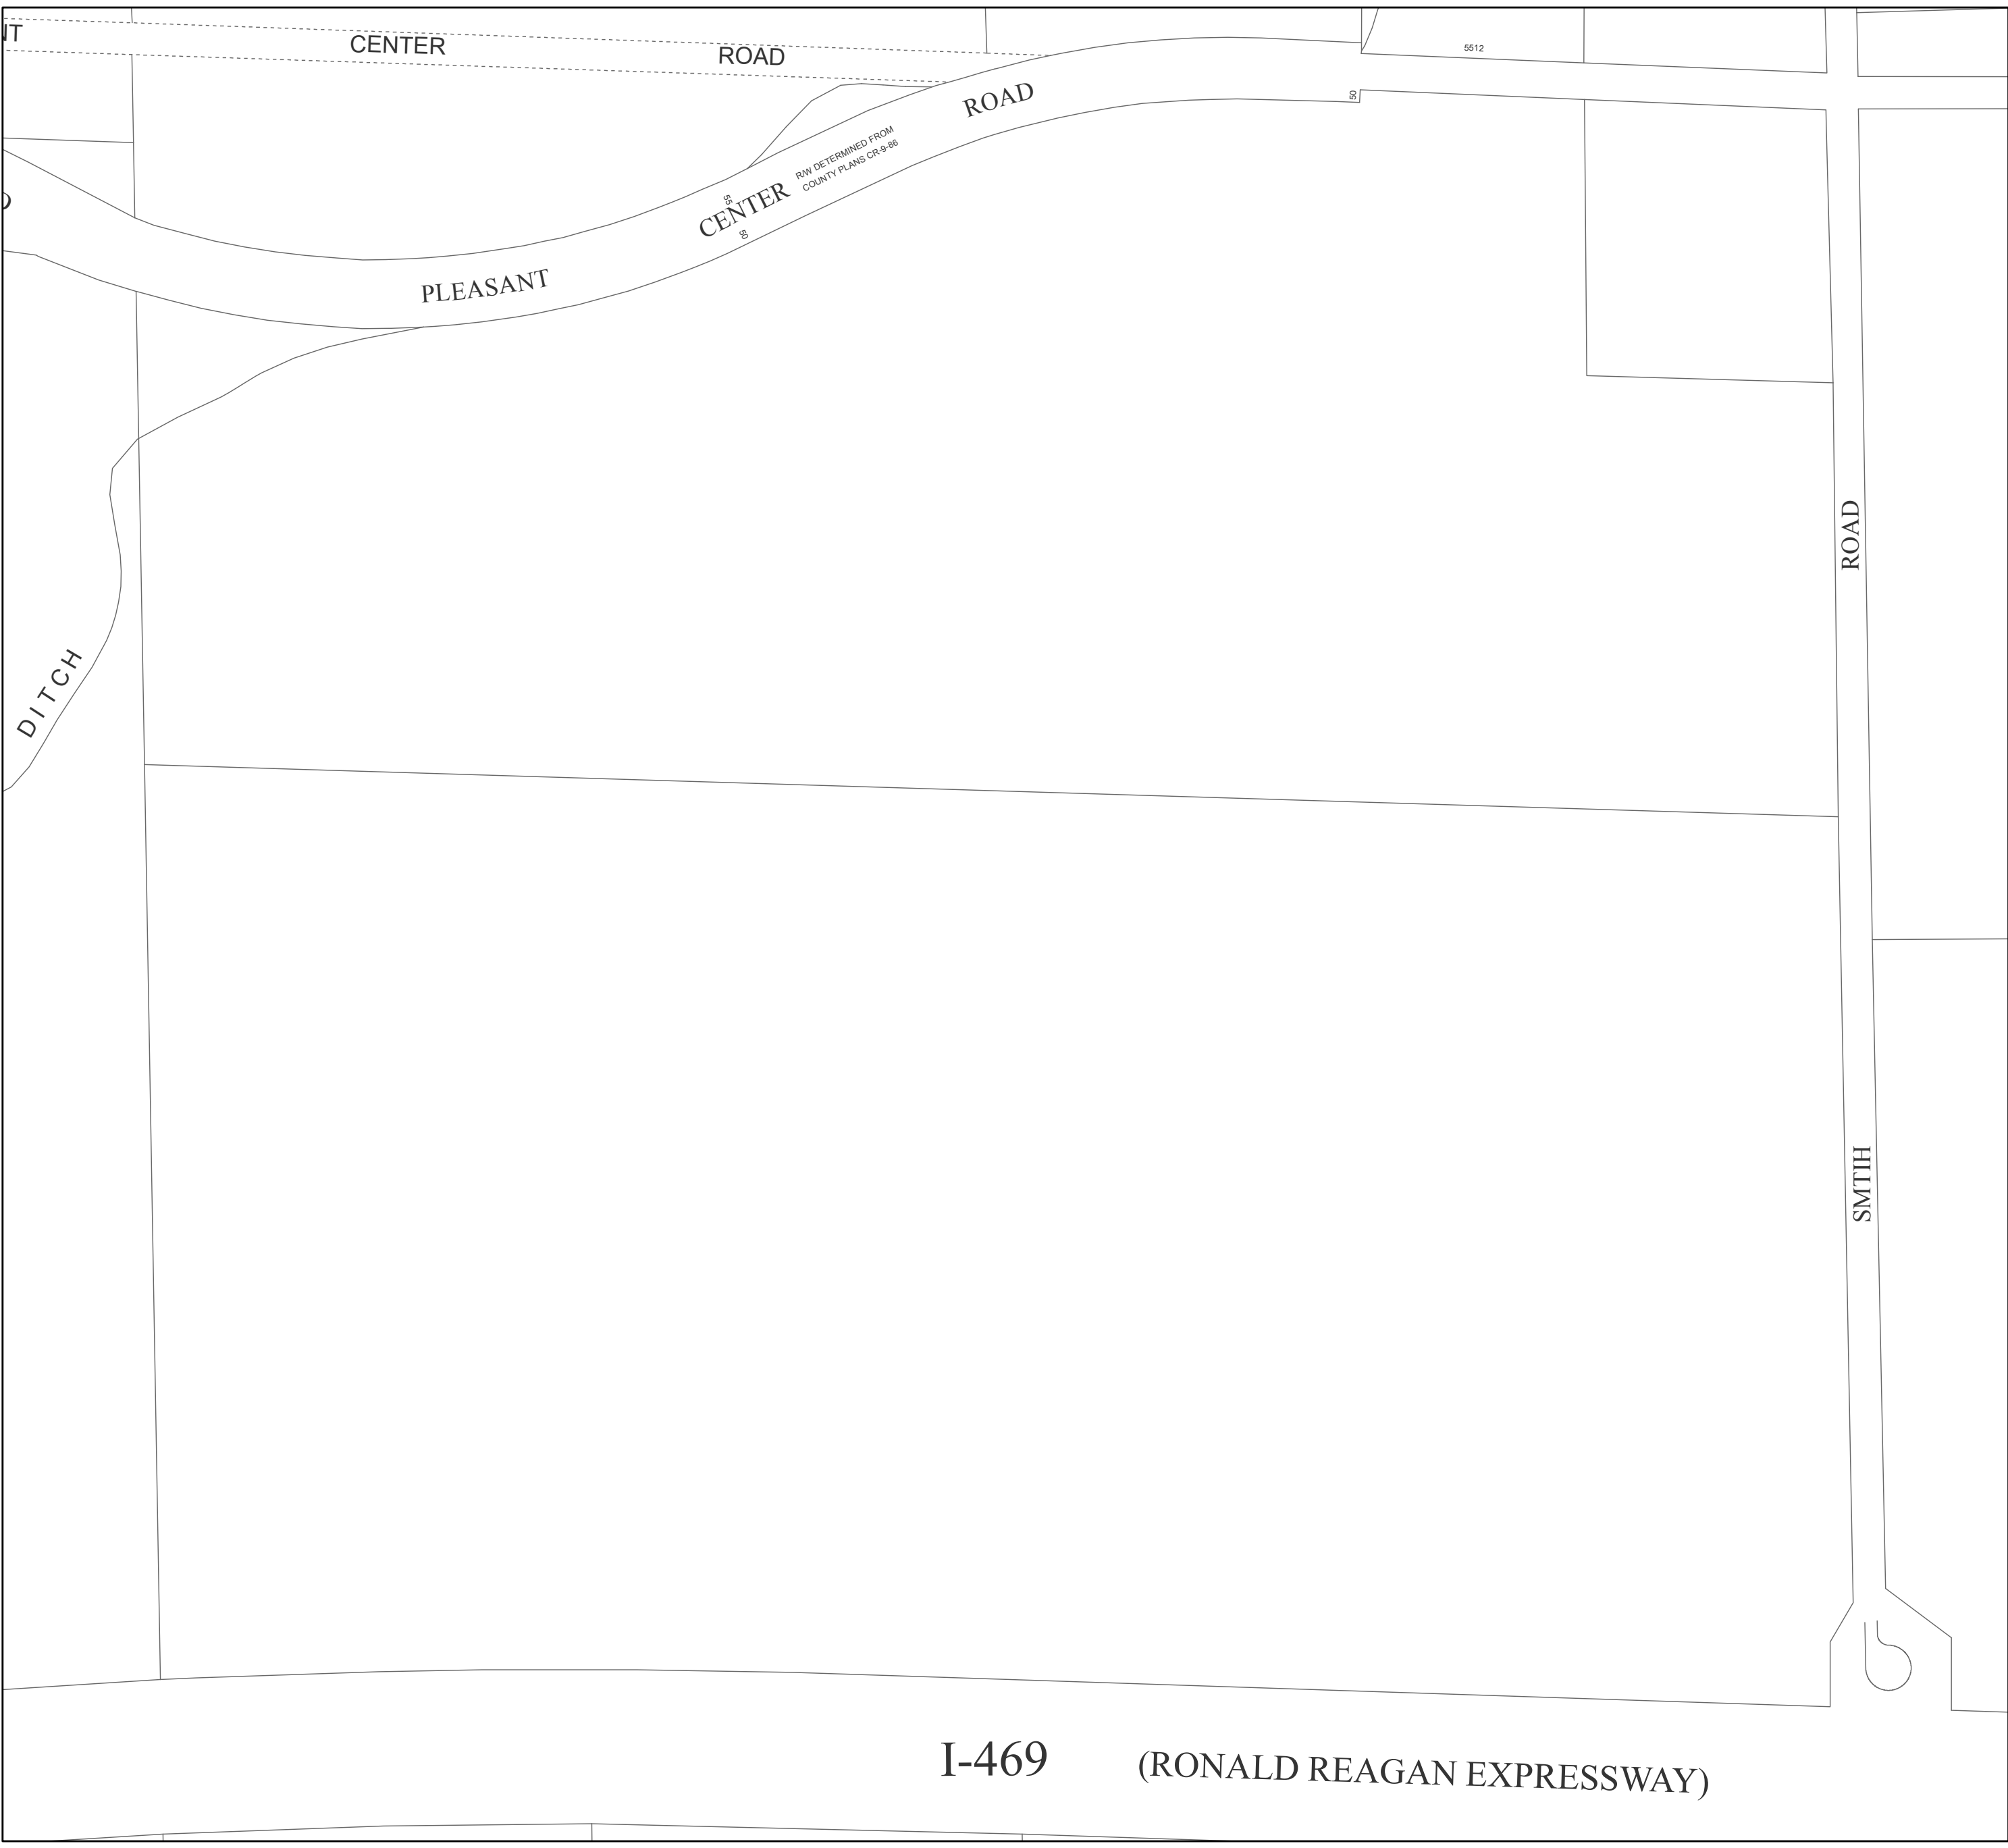 NT
CENTER ROAD
5512
50
ROAD
R/W DETERMINED FROM
COUNTY PLANS CR-9-86
55
CENTER
50
PLEASANT
ROAD
DITCH
SMTIH
I-469 (RONALD REAGAN EXPRESSWAY)